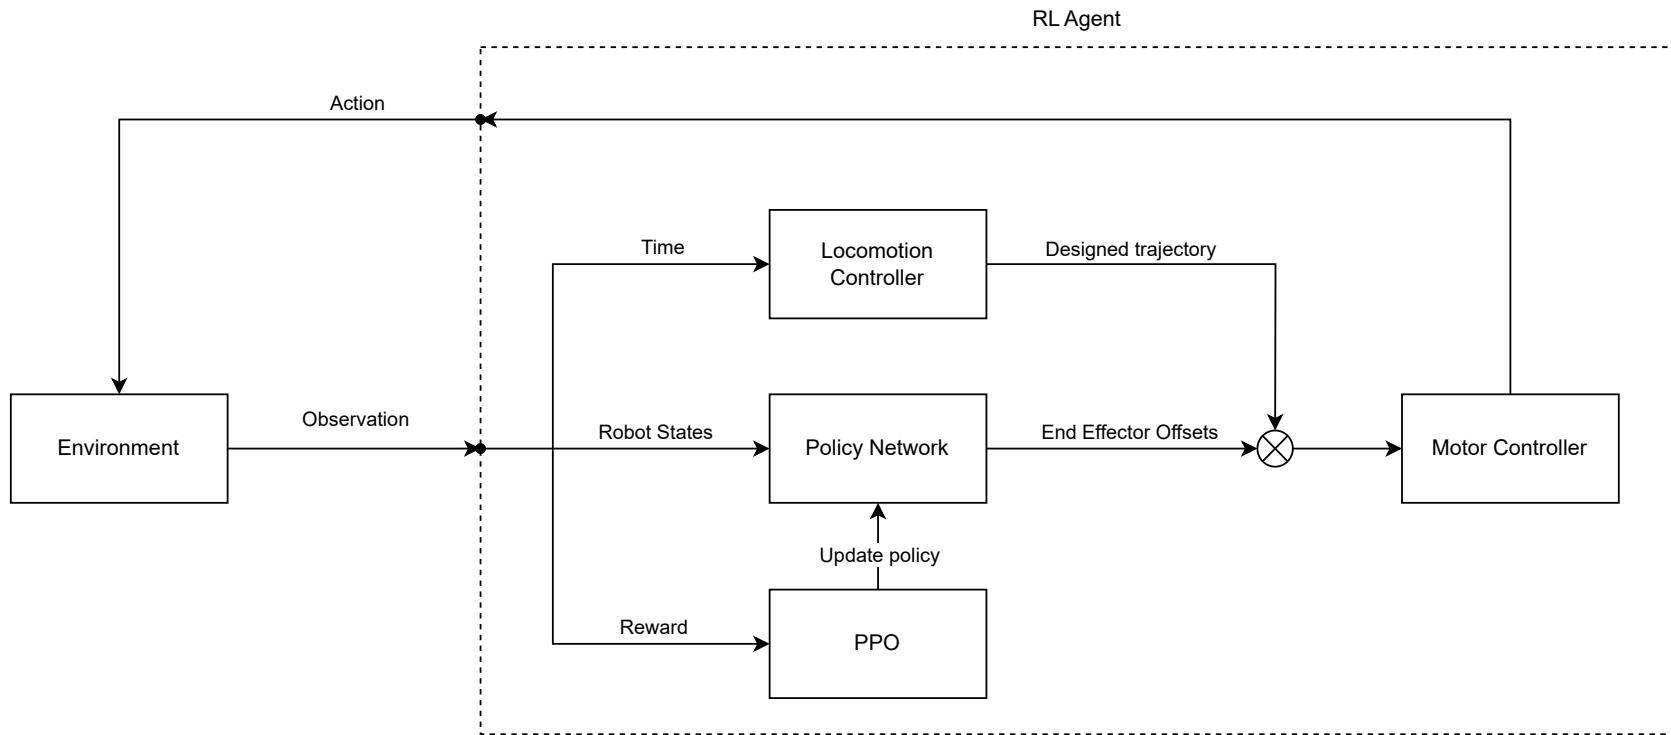 RL Agent
Action
Time
Locomotion
Controller
Designed trajectory
Environment
Observation
Robot States
Policy Network
End Effector Offsets
Motor Controller
Update policy
Reward
PPO